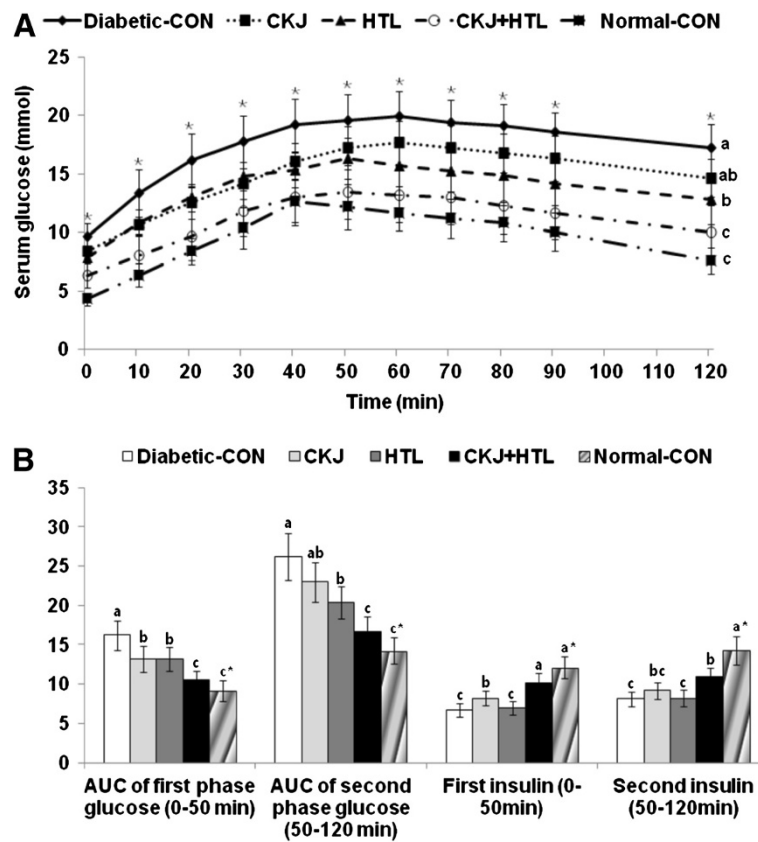 A
Diabetic-CON CKJ HTL CKJ+HTL Normal-CON
25
20
15
10
5
0
Serum glucose (mmol)
* * * * * * * * * * *
a
ab
b
c
c
0 10 20 30 40 50 60 70 80 90 100 110 120
Time (min)
B
Diabetic-CON CKJ HTL CKJ+HTL Normal-CON
35
30
25
20
15
10
5
0
a b b c c*
a ab b c c*
c b c a a*
c bc c b a*
AUC of first phase
glucose (0-50 min)
AUC of second
phase glucose
(50-120 min)
First insulin (0-
50min)
Second insulin
(50-120min)